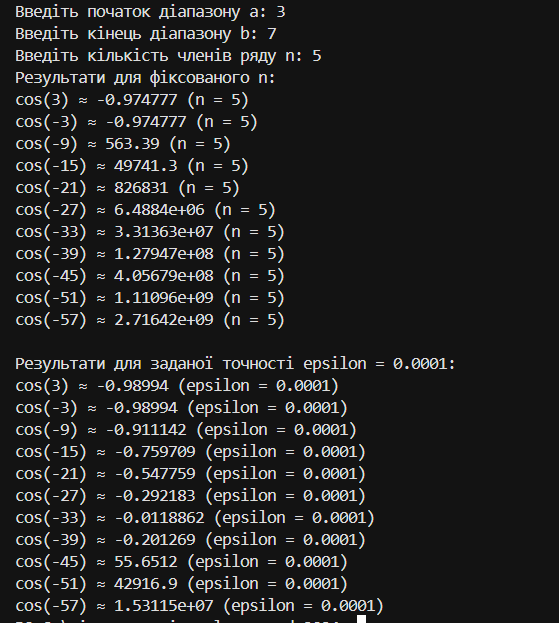 Введіть початок діапазону a: 3
Введіть кінець діапазону b: 7
Введіть кількість членів ряду n: 5
Результати для фіксованого n:
cos(3) ≈ -0.974777 (n = 5)
cos(-3) ≈ -0.974777 (n = 5)
cos(-9) ≈ 563.39 (n = 5)
cos(-15) ≈ 49741.3 (n = 5)
cos(-21) ≈ 826831 (n = 5)
cos(-27) ≈ 6.4884e+06 (n = 5)
cos(-33) ≈ 3.31363e+07 (n = 5)
cos(-39) ≈ 1.27947e+08 (n = 5)
cos(-45) ≈ 4.05679e+08 (n = 5)
cos(-51) ≈ 1.11096e+09 (n = 5)
cos(-57) ≈ 2.71642e+09 (n = 5)
Результати для заданої точності epsilon = 0.0001:
cos(3) ≈ -0.98994 (epsilon = 0.0001)
cos(-3) ≈ -0.98994 (epsilon = 0.0001)
cos(-9) ≈ -0.911142 (epsilon = 0.0001)
cos(-15) ≈ -0.759709 (epsilon = 0.0001)
cos(-21) ≈ -0.547759 (epsilon = 0.0001)
cos(-27) ≈ -0.292183 (epsilon = 0.0001)
cos(-33) ≈ -0.0118862 (epsilon = 0.0001)
cos(-39) ≈ -0.201269 (epsilon = 0.0001)
cos(-45) ≈ 55.6512 (epsilon = 0.0001)
cos(-51) ≈ 42916.9 (epsilon = 0.0001)
cos(-57) ≈ 1.53115e+07 (epsilon = 0.0001)